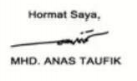 Hormat Saya,
MHD. ANAS TAUFIK